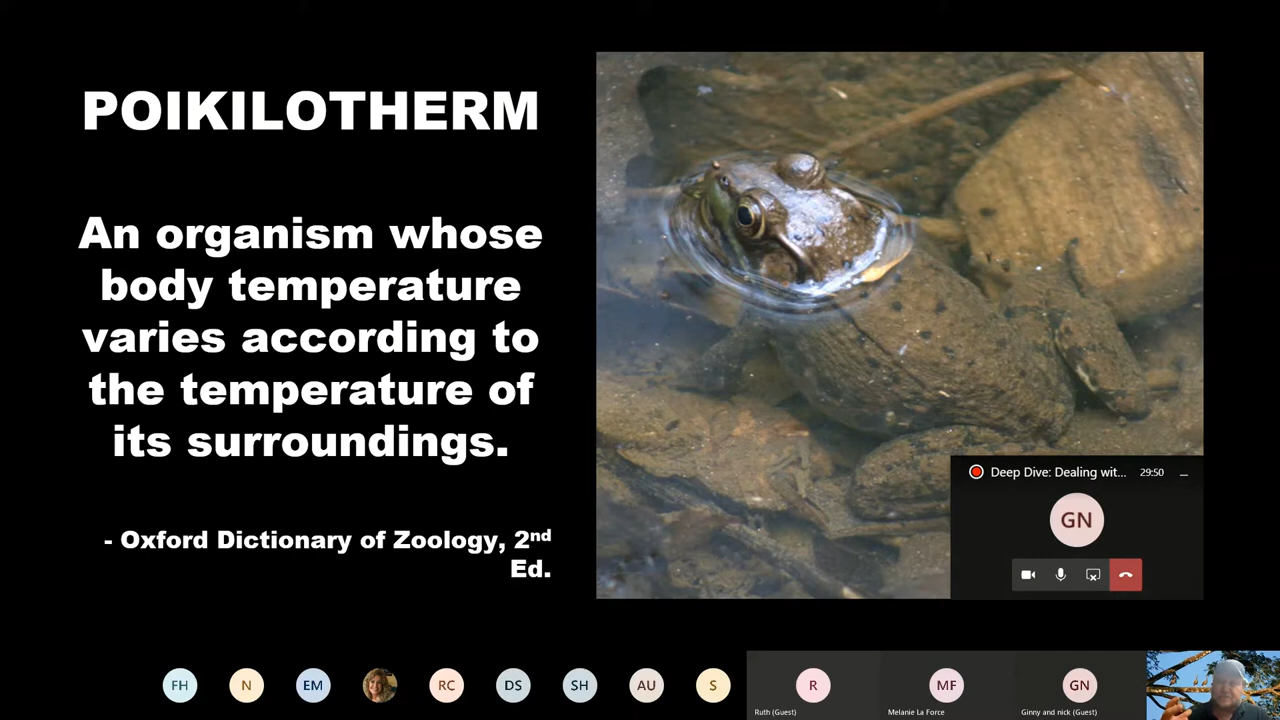 POIKILOTHERM
An organism whose
body temperature
varies according to
the temperature of
its surroundings.
- Oxford Dictionary of Zoology, 2nd
Ed.
Deep Dive: Dealing wit... 29:50
GN
FH N EM RC DS SH AU S R MF GN
Ruth (Guest) Melanie La Force Ginny and nick (Guest)